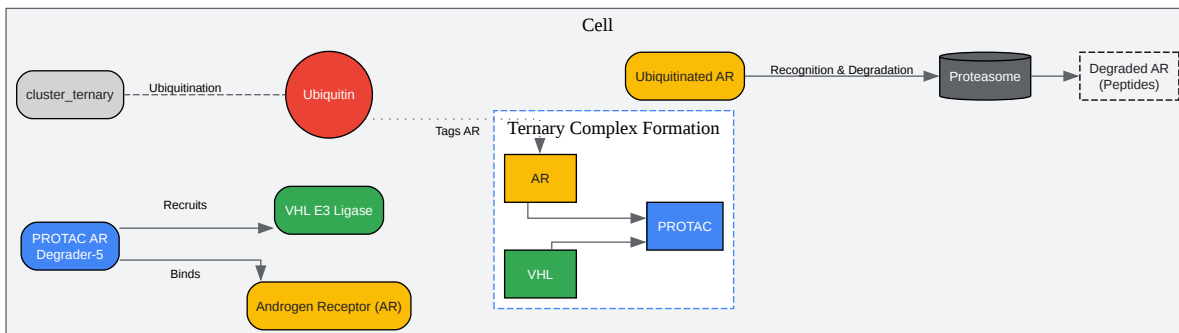 Cell
cluster_ternary
Ubiquitination
Ubiquitin
Tags AR
Ubiquitinated AR
Recognition & Degradation
Proteasome
Degraded AR
(Peptides)
Ternary Complex Formation
AR
PROTAC
VHL
PROTAC AR
Degrader-5
Recruits
VHL E3 Ligase
Binds
Androgen Receptor (AR)